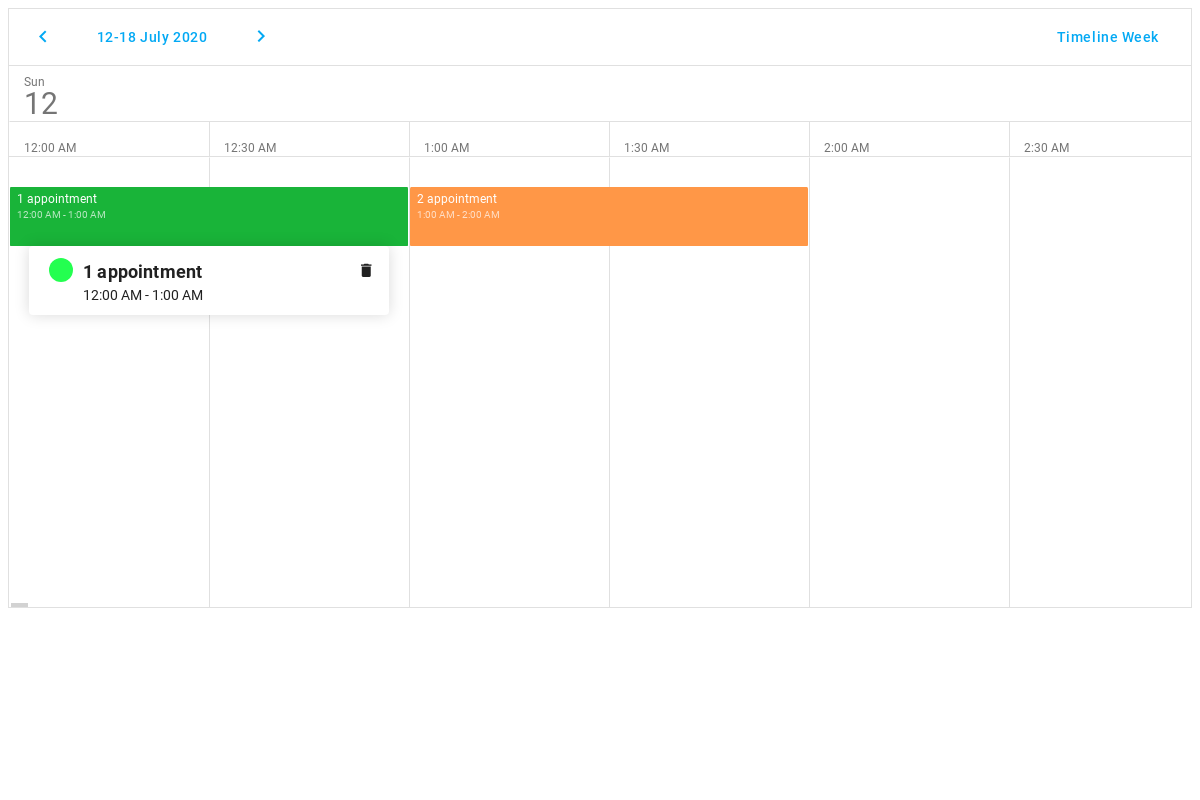 12-18 July 2020
Timeline Week
Sun
12
12:00 AM
12:30 AM
1:00 AM
1:30 AM
2:00 AM
2:30 AM
1 appointment
12:00 AM - 1:00 AM
2 appointment
1:00 AM - 2:00 AM
1 appointment
12:00 AM - 1:00 AM